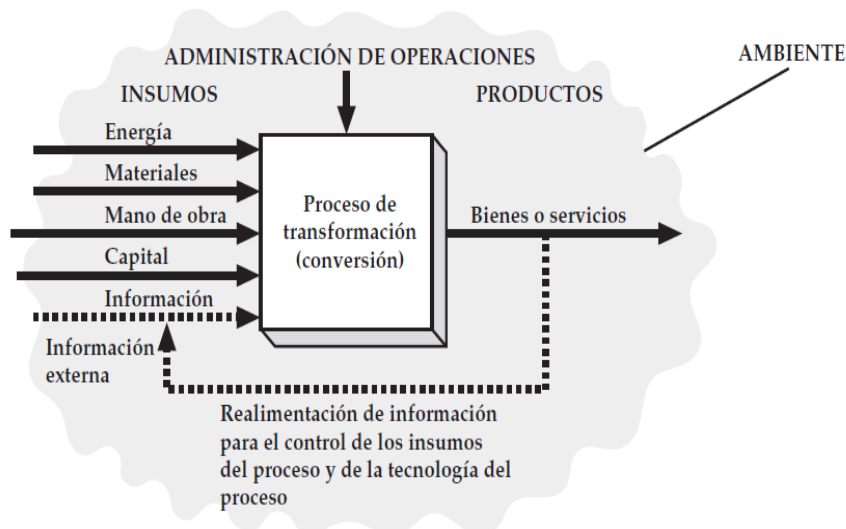 ADMINISTRACIÓN DE OPERACIONES
AMBIENTE
INSUMOS
PRODUCTOS
Energía
Materiales
Mano de obra
Capital
Información
Proceso de
transformación
(conversión)
Bienes o servicios
Información
externa
Realimentación de información
para el control de los insumos
del proceso y de la tecnología del
proceso